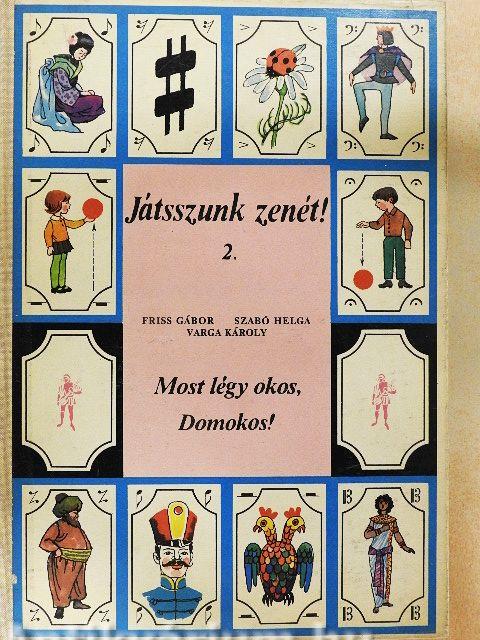 Játsszunk zenét!
2.
FRISS GÁBOR SZABÓ HELGA
VARGA KÁROLY
Most légy okos,
Domokos!